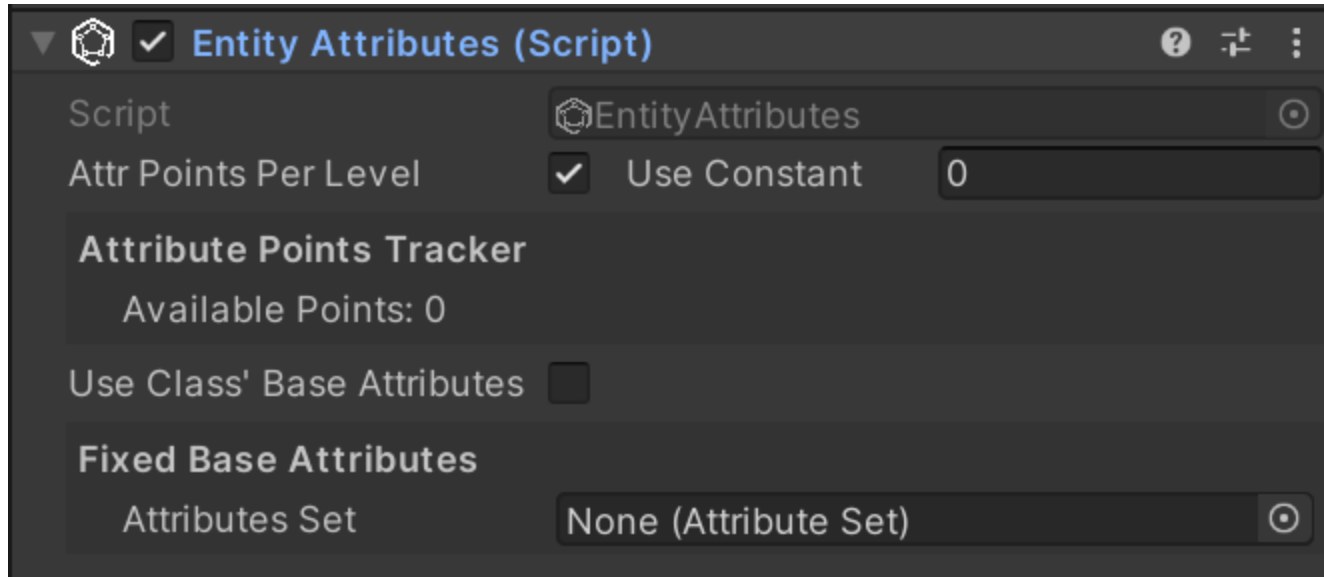 Entity Attributes (Script)
Script EntityAttributes
Attr Points Per Level Use Constant 0
Attribute Points Tracker
Available Points: 0
Use Class' Base Attributes
Fixed Base Attributes
Attributes Set None (Attribute Set)